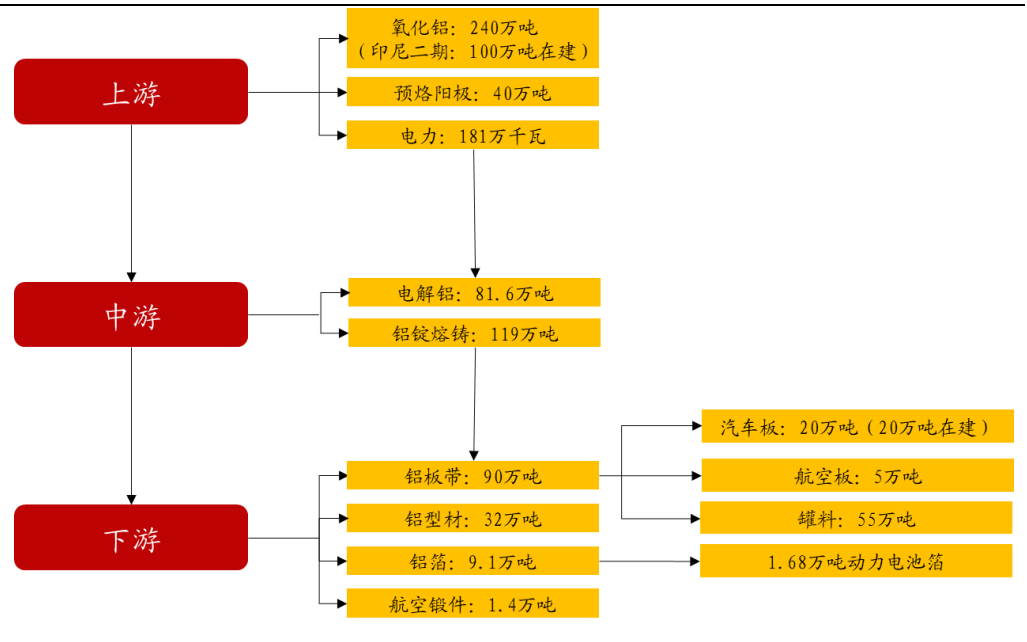 上游
氧化铝：240万吨
（印尼二期：100万吨在建）
预焙阳极：40万吨
电力：181万千瓦
中游
电解铝：81.6万吨
铝锭熔铸：119万吨
下游
铝板带：90万吨
铝型材：32万吨
铝箔：9.1万吨
航空锻件：1.4万吨
汽车板：20万吨（20万吨在建）
航空板：5万吨
罐料：55万吨
1.68万吨动力电池箔